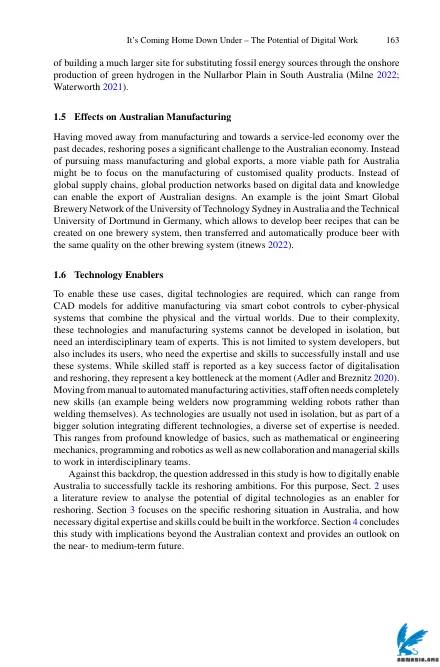 It's Coming Home Down Under – The Potential of Digital Work 163
of building a much larger site for substituting fossil energy sources through the onshore
production of green hydrogen in the Nullarbor Plain in South Australia (Milne 2022;
Waterworth 2021).
1.5 Effects on Australian Manufacturing
Having moved away from manufacturing and towards a service-led economy over the
past decades, reshoring poses a significant challenge to the Australian economy. Instead
of pursuing mass manufacturing and global exports, a more viable path for Australia
might be to focus on the manufacturing of customised quality products. Instead of
global supply chains, global production networks based on digital data and knowledge
can enable the export of Australian designs. An example is the joint Smart Global
Brewery Network of the University of Technology Sydney in Australia and the Technical
University of Dortmund in Germany, which allows to develop beer recipes that can be
created on one brewery system, then transferred and automatically produce beer with
the same quality on the other brewing system (itnews 2022).
1.6 Technology Enablers
To enable these use cases, digital technologies are required, which can range from
CAD models for additive manufacturing via smart cobot controls to cyber-physical
systems that combine the physical and the virtual worlds. Due to their complexity,
these technologies and manufacturing systems cannot be developed in isolation, but
need an interdisciplinary team of experts. This is not limited to system developers, but
also includes its users, who need the expertise and skills to successfully install and use
these systems. While skilled staff is reported as a key success factor of digitalisation
and reshoring, they represent a key bottleneck at the moment (Adler and Breznitz 2020).
Moving from manual to automated manufacturing activities, staff often needs completely
new skills (an example being welders now programming welding robots rather than
welding themselves). As technologies are usually not used in isolation, but as part of a
bigger solution integrating different technologies, a diverse set of expertise is needed.
This ranges from profound knowledge of basics, such as mathematical or engineering
mechanics, programming and robotics as well as new collaboration and managerial skills
to work in interdisciplinary teams.
Against this backdrop, the question addressed in this study is how to digitally enable
Australia to successfully tackle its reshoring ambitions. For this purpose, Sect. 2 uses
a literature review to analyse the potential of digital technologies as an enabler for
reshoring. Section 3 focuses on the specific reshoring situation in Australia, and how
necessary digital expertise and skills could be built in the workforce. Section 4 concludes
this study with implications beyond the Australian context and provides an outlook on
the near- to medium-term future.